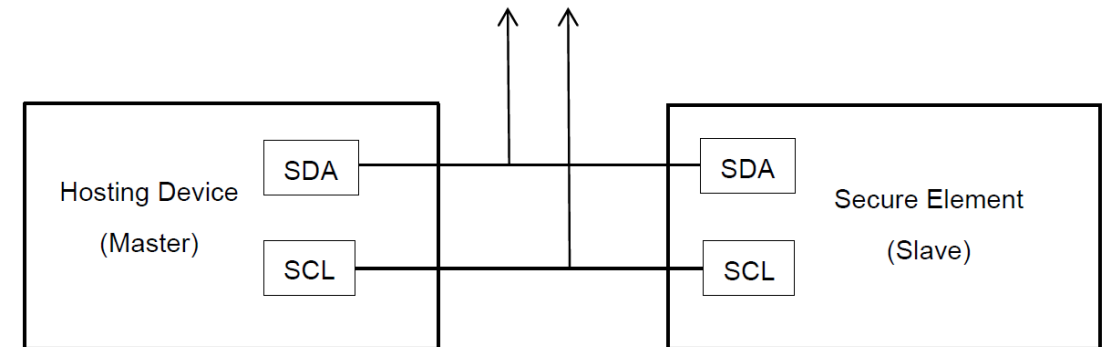 Hosting Device
(Master)
SDA
SCL
SDA
SCL
Secure Element
(Slave)